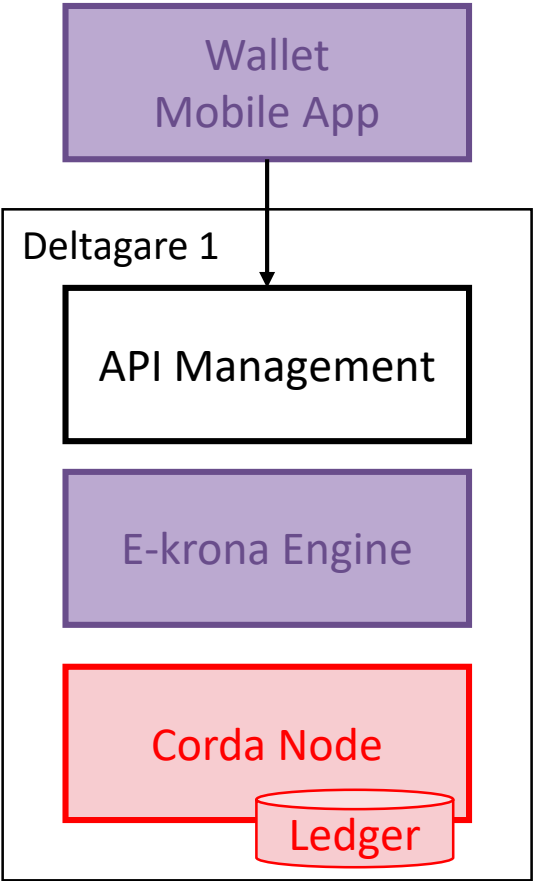 Wallet
Mobile App
Deltagare 1
API Management
E-krona Engine
Corda Node
Ledger